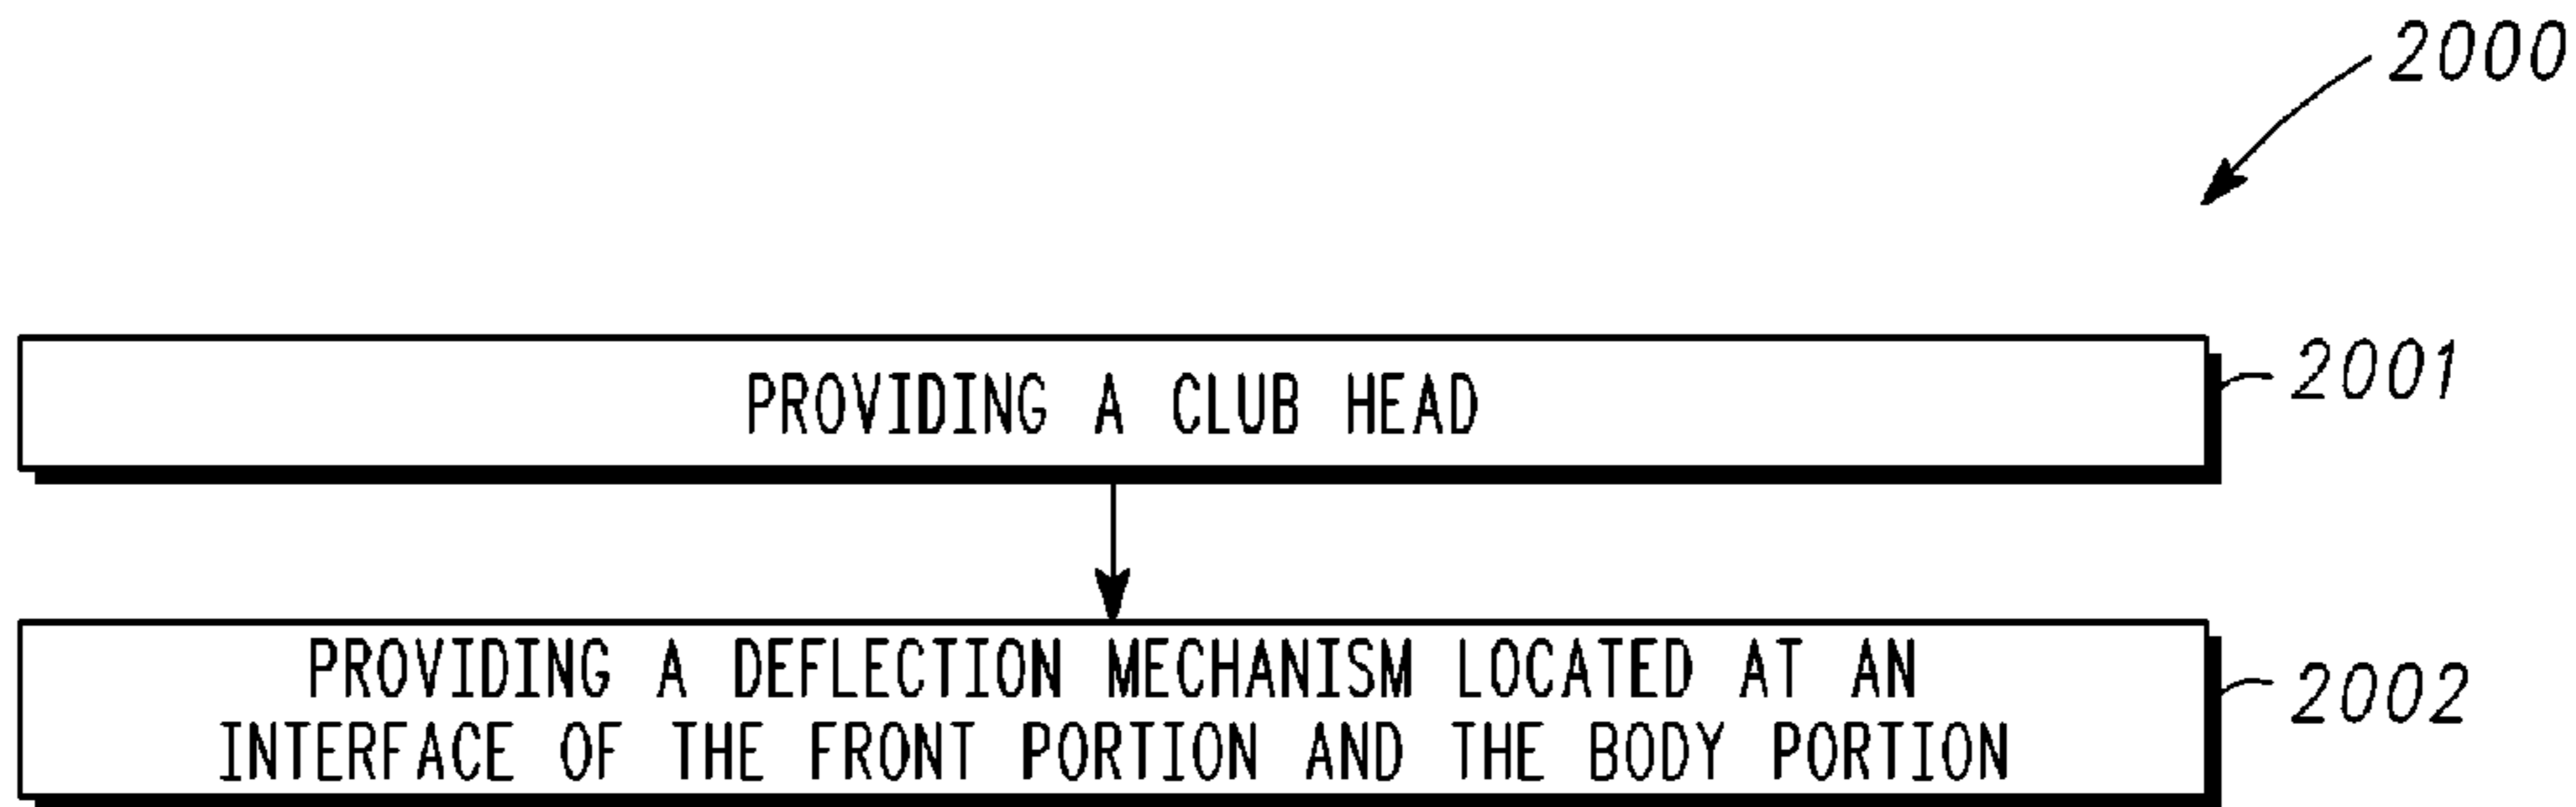 2000
PROVIDING A CLUB HEAD
2001
PROVIDING A DEFLECTION MECHANISM LOCATED AT AN
INTERFACE OF THE FRONT PORTION AND THE BODY PORTION
2002